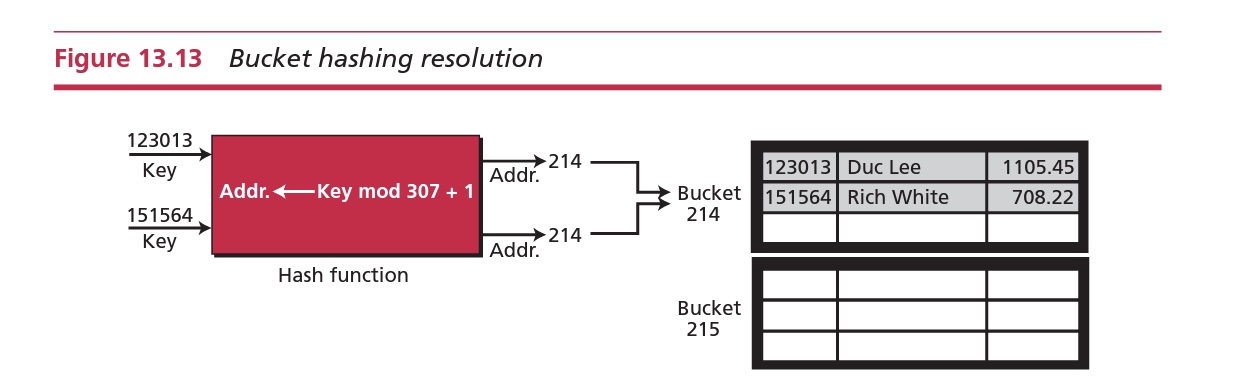 Figure 13.13 Bucket hashing resolution
123013
Key
151564
Key
Addr. ← Key mod 307 + 1
Hash function
214
Addr.
214
Addr.
Bucket
214
123013 Duc Lee 1105.45
151564 Rich White 708.22
Bucket
215